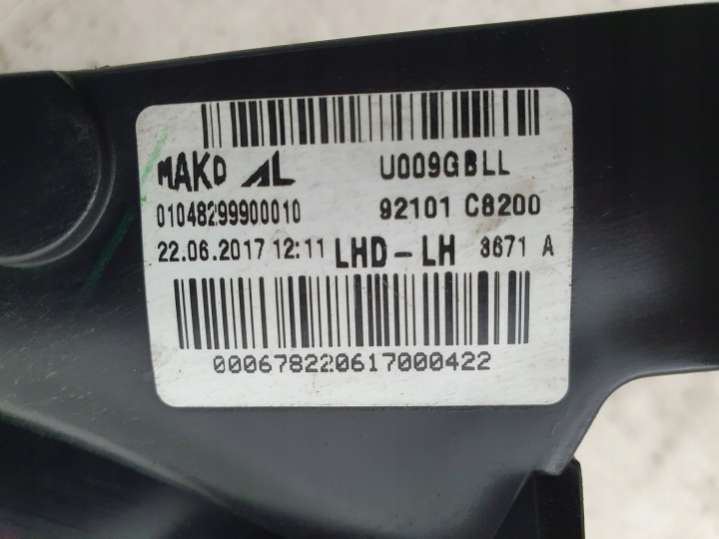 MAKO AL U009GBLL
01048299900010 92101 C8200
22.06.2017 12:11 LHD-LH 3671 A
000678220617000422